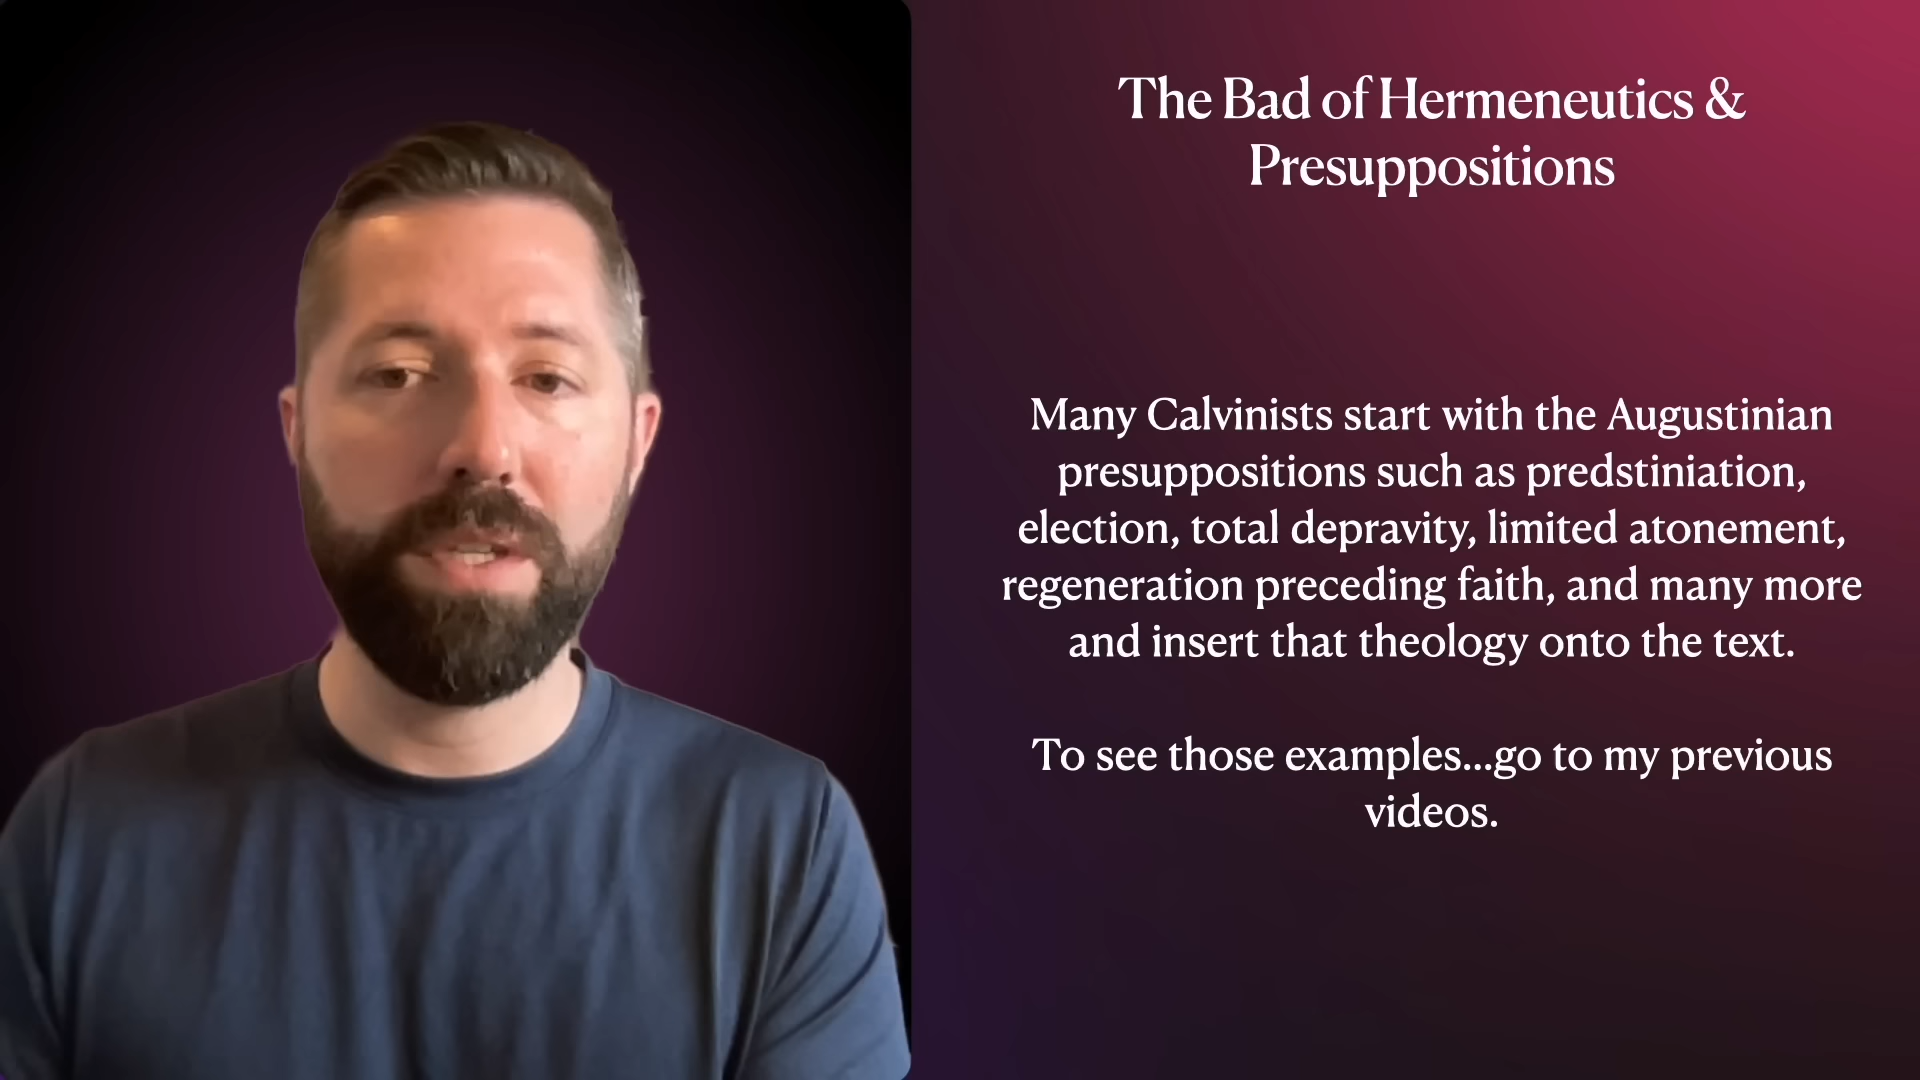 The Bad of Hermeneutics &
Presuppositions
Many Calvinists start with the Augustinian
presuppositions such as predstiniation,
election, total depravity, limited atonement,
regeneration preceding faith, and many more
and insert that theology onto the text.
To see those examples...go to my previous
videos.